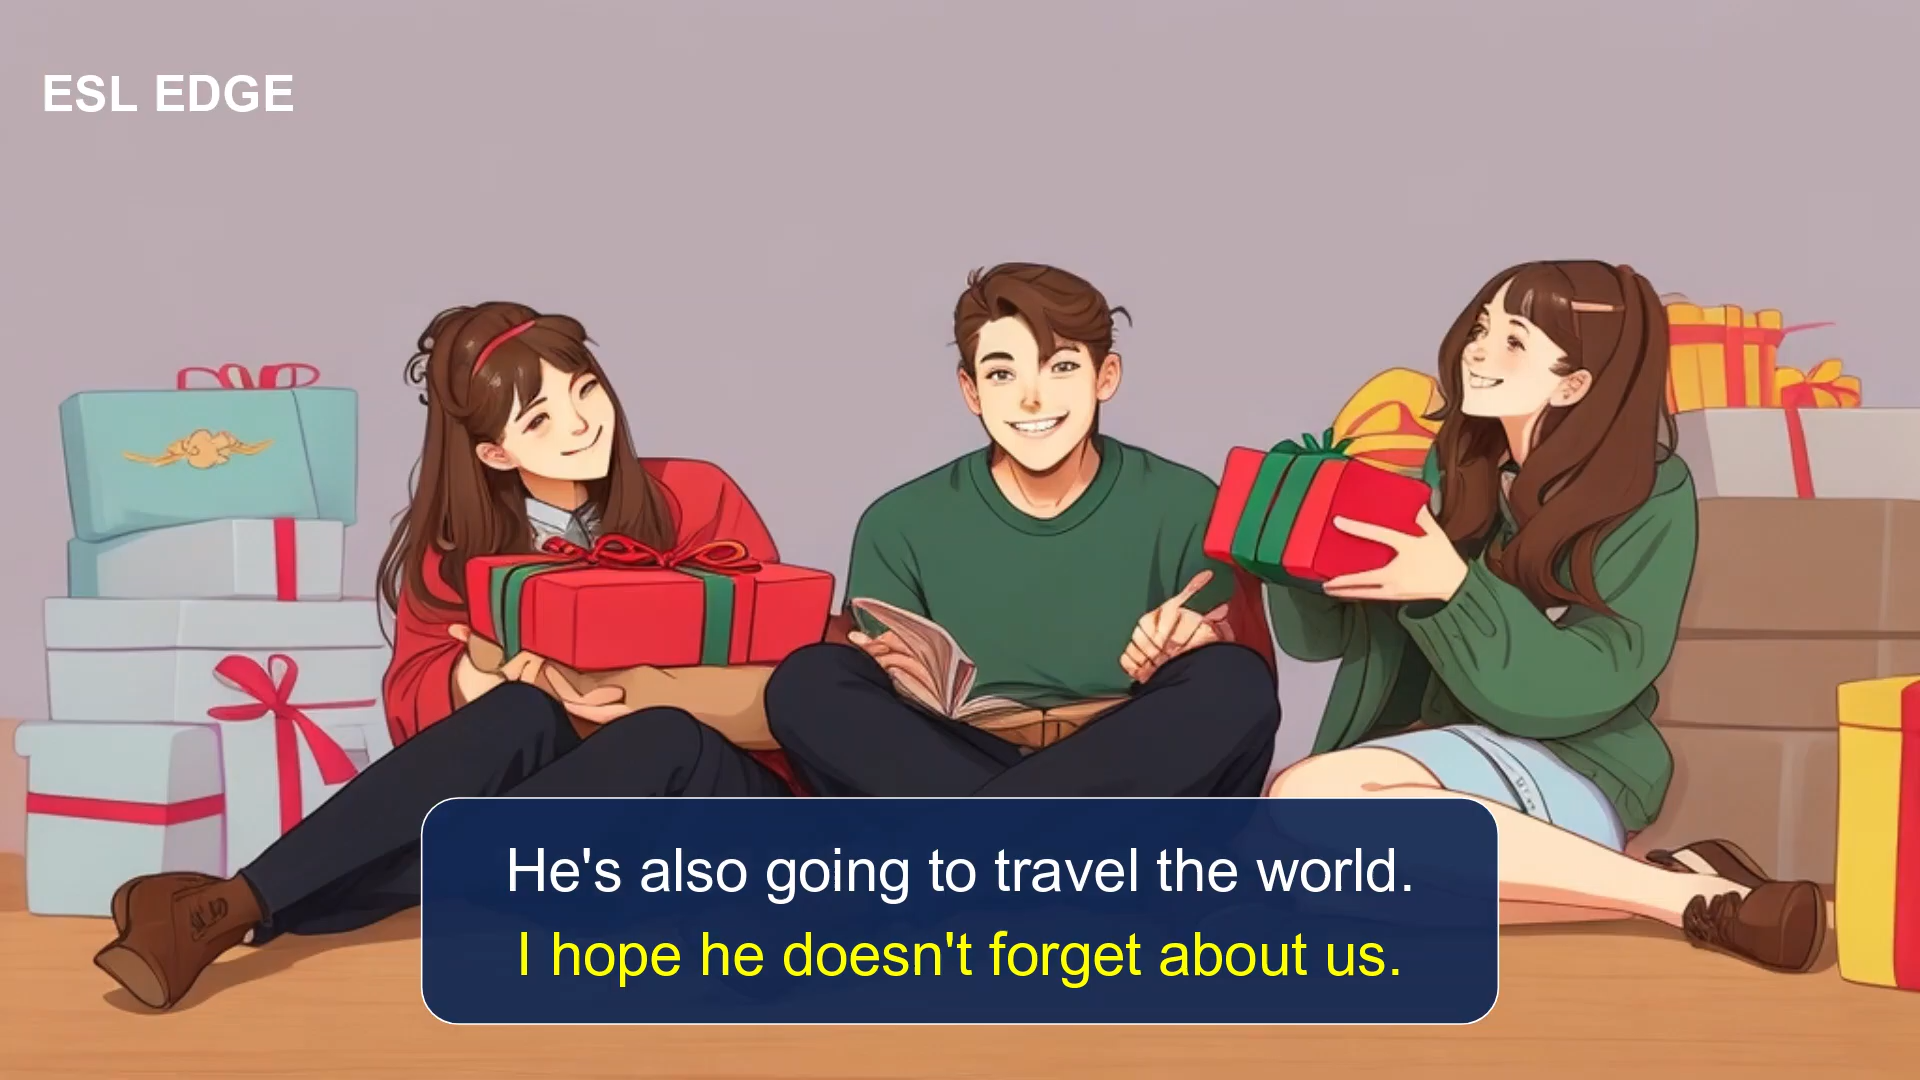 ESL EDGE
He's also going to travel the world.
I hope he doesn't forget about us.